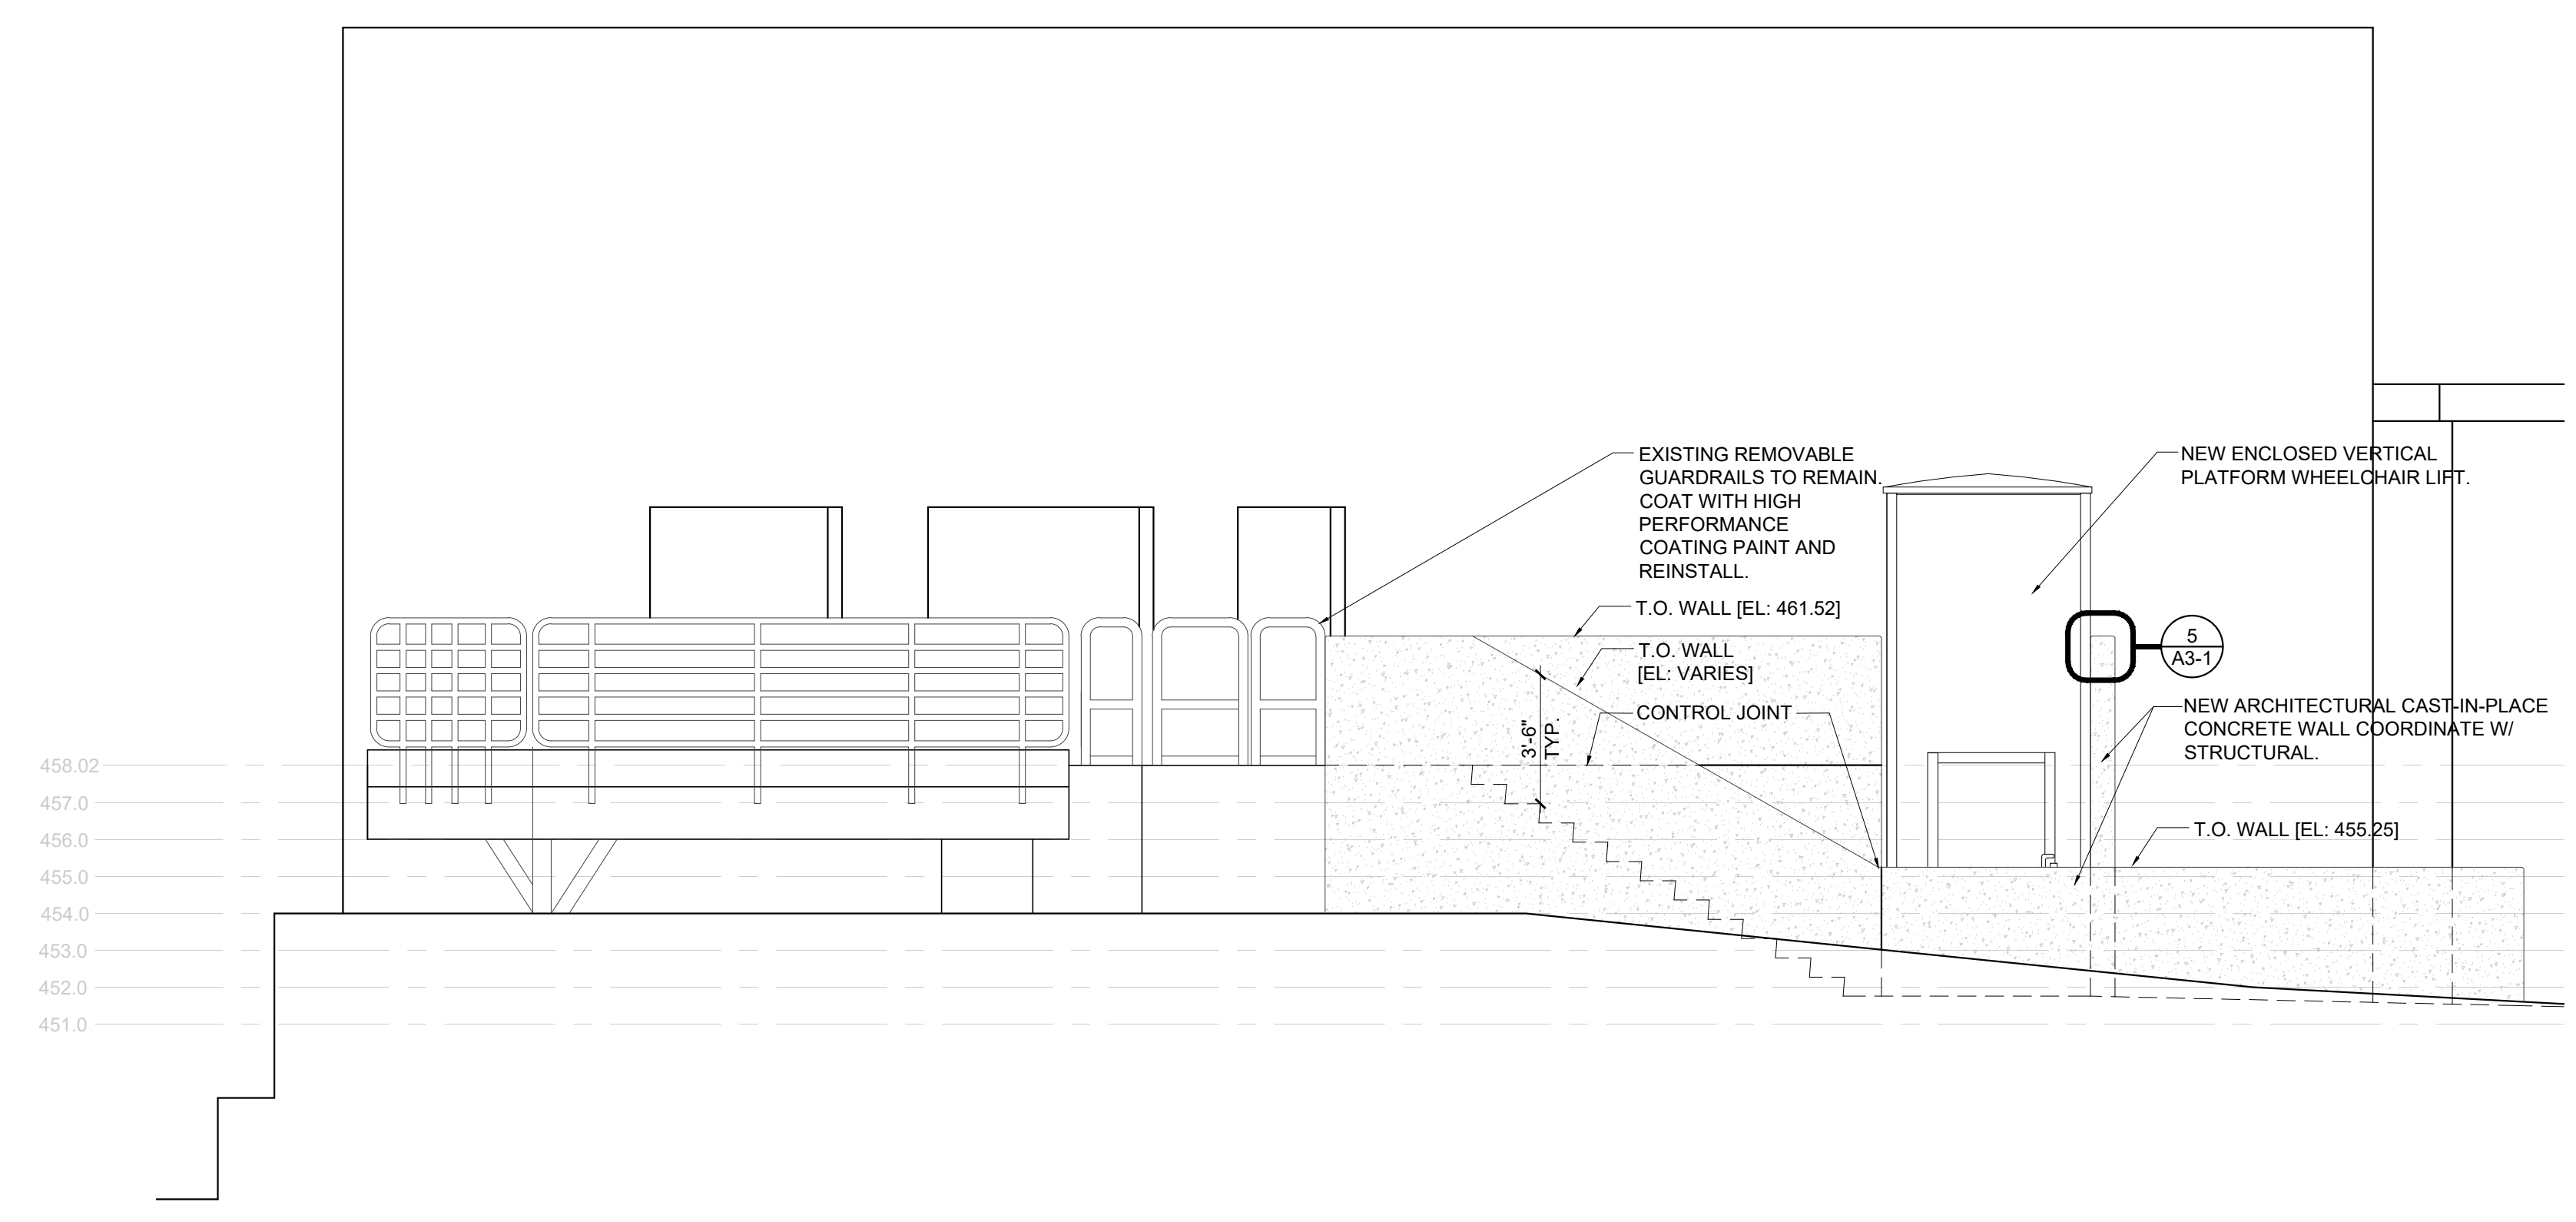 EXISTING REMOVABLE
GUARDRAILS TO REMAIN.
COAT WITH HIGH
PERFORMANCE
COATING PAINT AND
REINSTALL.
T.O. WALL [EL: 461.52]
T.O. WALL
[EL: VARIES]
CONTROL JOINT
3'-6"
TYP.
NEW ENCLOSED VERTICAL
PLATFORM WHEELCHAIR LIFT.
5
A3-1
NEW ARCHITECTURAL CAST-IN-PLACE
CONCRETE WALL COORDINATE W/
STRUCTURAL.
T.O. WALL [EL: 455.25]
458.02
457.0
456.0
455.0
454.0
453.0
452.0
451.0